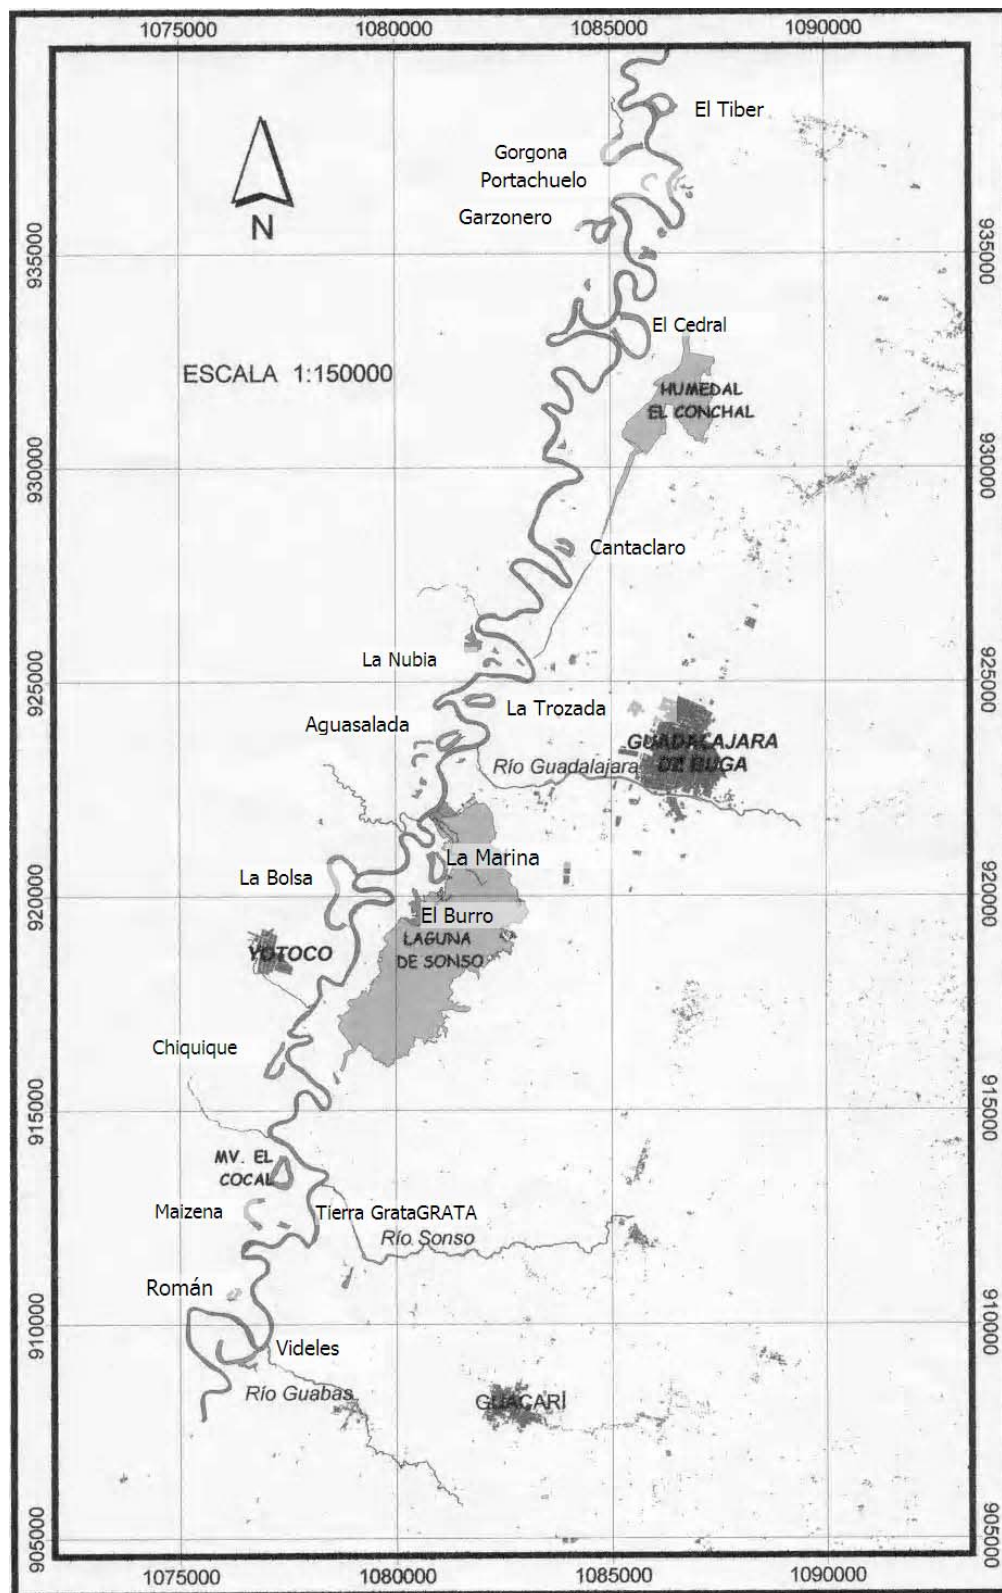 1075000 1080000 1085000 1090000
El Tiber
Gorgona
Portachuelo
Garzonero
N
935000
935000
El Cedral
ESCALA 1:150000
HUMEDAL
EL CONCHAL
930000
930000
Cantaclaro
La Nubia
925000
925000
La Trozada
Aguasalada
GUADALAJARA
DE BUGA
Río Guadalajara
La Marina
La Bolsa
920000
920000
El Burro
LAGUNA
DE SONSO
YOTOCO
Chiquique
915000
915000
MV. EL
COCAL
Maizena
Tierra GrataGRATA
Río Sonso
Román
910000
910000
Videles
Río Guabas
GUACARÍ
905000
905000
1075000 1080000 1085000 1090000